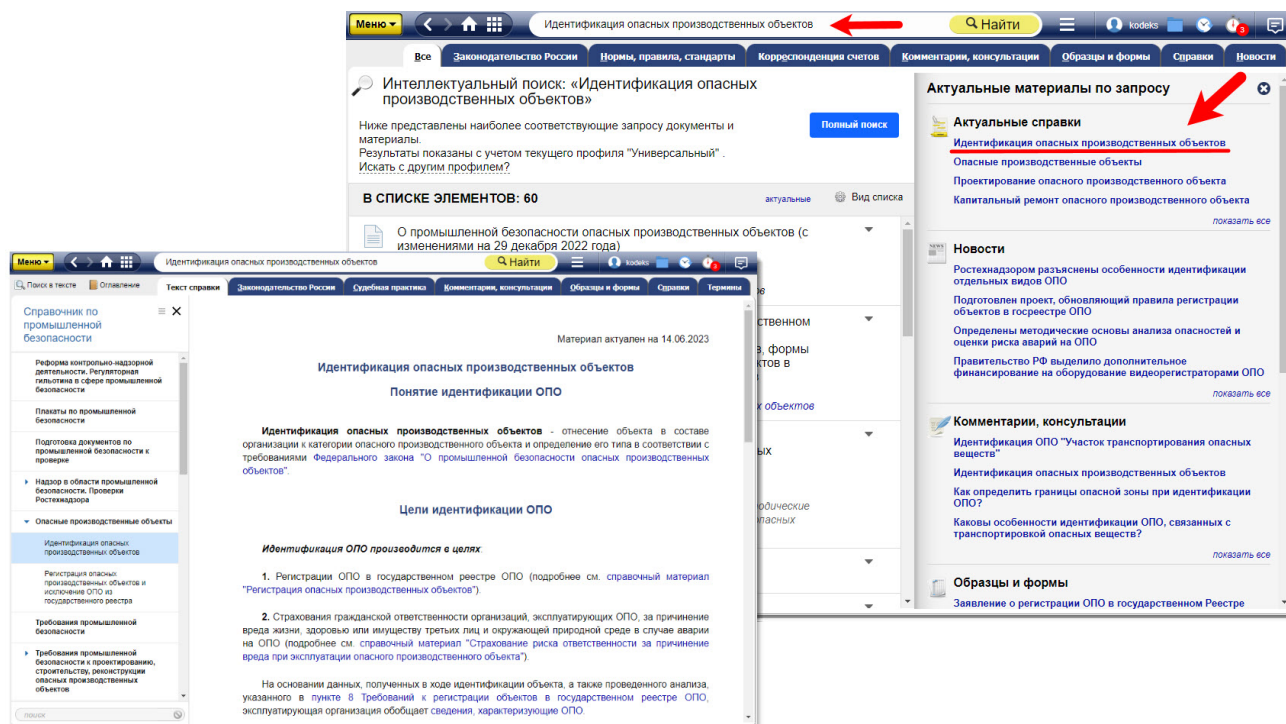 Меню
Идентификация опасных производственных объектов
Найти
kodeks
3
Все
Законодательство России
Нормы, правила, стандарты
Корреспонденция счетов
Комментарии, консультации
Образцы и формы
Справки
Новости
Интеллектуальный поиск: «Идентификация опасных
производственных объектов»
Ниже представлены наиболее соответствующие запросу документы и
материалы.
Результаты показаны с учетом текущего профиля "Универсальный" .
Искать с другим профилем?
Полный поиск
В СПИСКЕ ЭЛЕМЕНТОВ: 60
актуальные
Вид списка
О промышленной безопасности опасных производственных объектов (с
изменениями на 29 декабря 2022 года)
Актуальные материалы по запросу
Актуальные справки
Идентификация опасных производственных объектов
Опасные производственные объекты
Проектирование опасного производственного объекта
Капитальный ремонт опасного производственного объекта
показать все
Новости
Ростехнадзором разъяснены особенности идентификации
отдельных видов ОПО
Подготовлен проект, обновляющий правила регистрации
объектов в госреестре ОПО
Определены методические основы анализа опасностей и
оценки риска аварий на ОПО
Правительство РФ выделило дополнительное
финансирование на оборудование видеорегистраторами ОПО
показать все
Комментарии, консультации
Идентификация ОПО "Участок транспортирования опасных
веществ"
Идентификация опасных производственных объектов
Как определить границы опасной зоны при идентификации
ОПО?
Каковы особенности идентификации ОПО, связанных с
транспортировкой опасных веществ?
показать все
Образцы и формы
Заявление о регистрации ОПО в государственном Реестре
Меню
Идентификация опасных производственных объектов
Найти
kodeks
3
Поиск в тексте
Оглавление
Текст справки
Законодательство России
Судебная практика
Комментарии, консультации
Образцы и формы
Справки
Термины
Справочник по
промышленной
безопасности
Реформа контрольно-надзорной
деятельности. Регуляторная
гильотина в сфере промышленной
безопасности
Плакаты по промышленной
безопасности
Подготовка документов по
промышленной безопасности к
проверке
Надзор в области промышленной
безопасности. Проверки
Ростехнадзора
Опасные производственные объекты
Идентификация опасных
производственных объектов
Регистрация опасных
производственных объектов и
исключение ОПО из
государственного реестра
Требования промышленной
безопасности
Требования промышленной
безопасности к проектированию,
строительству, реконструкции
опасных производственных
объектов
поиск
Материал актуален на 14.06.2023
Идентификация опасных производственных объектов
Понятие идентификации ОПО
Идентификация опасных производственных объектов - отнесение объекта в составе
организации к категории опасного производственного объекта и определение его типа в соответствии с
требованиями Федерального закона "О промышленной безопасности опасных производственных
объектов".
Цели идентификации ОПО
Идентификация ОПО производится в целях:
1. Регистрации ОПО в государственном реестре ОПО (подробнее см. справочный материал
"Регистрация опасных производственных объектов").
2. Страхования гражданской ответственности организаций, эксплуатирующих ОПО, за причинение
вреда жизни, здоровью или имуществу третьих лиц и окружающей природной среде в случае аварии
на ОПО (подробнее см. справочный материал "Страхование риска ответственности за причинение
вреда при эксплуатации опасного производственного объекта").
На основании данных, полученных в ходе идентификации объекта, а также проведенного анализа,
указанного в пункте 8 Требований к регистрации объектов в государственном реестре ОПО,
эксплуатирующая организация обобщает сведения, характеризующие ОПО.